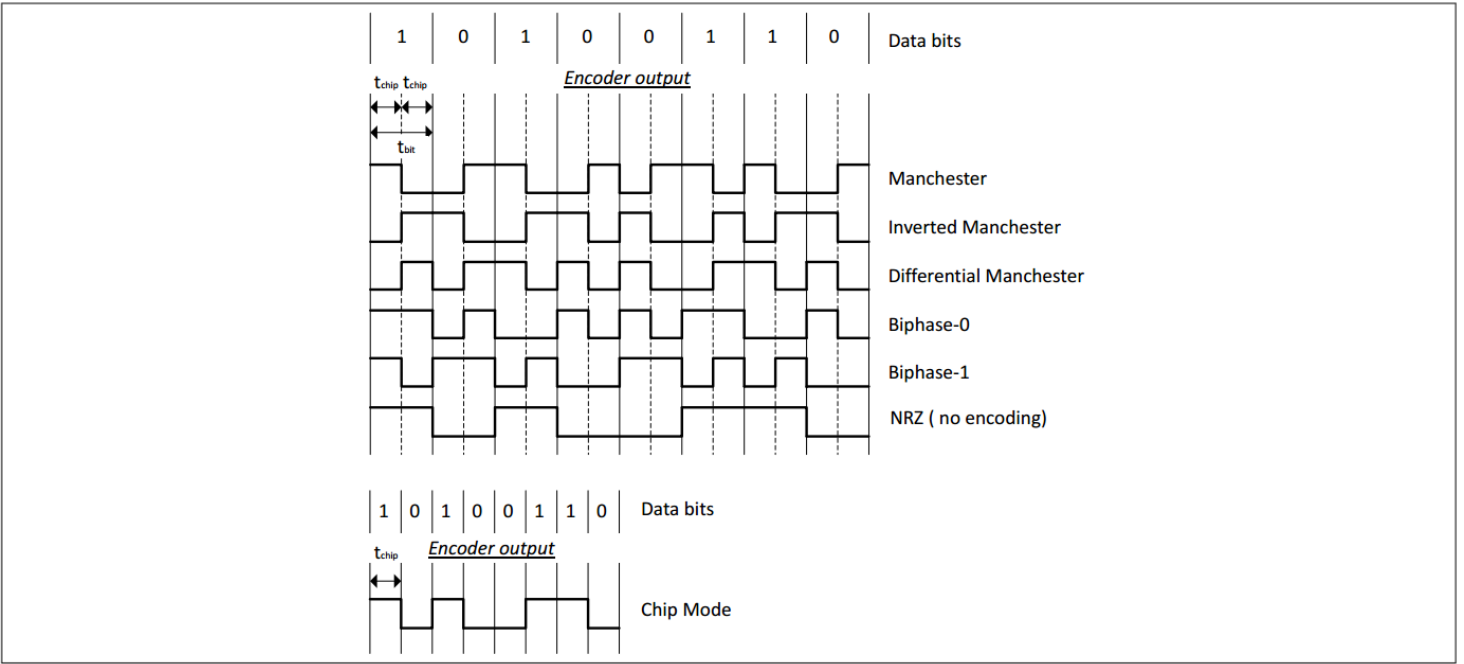 1 0 1 0 0 1 1 0 Data bits
Encoder output
tchip tchip
tbit
Manchester
Inverted Manchester
Differential Manchester
Biphase-0
Biphase-1
NRZ ( no encoding)
1 0 1 0 0 1 1 0 Data bits
tchip Encoder output
Chip Mode